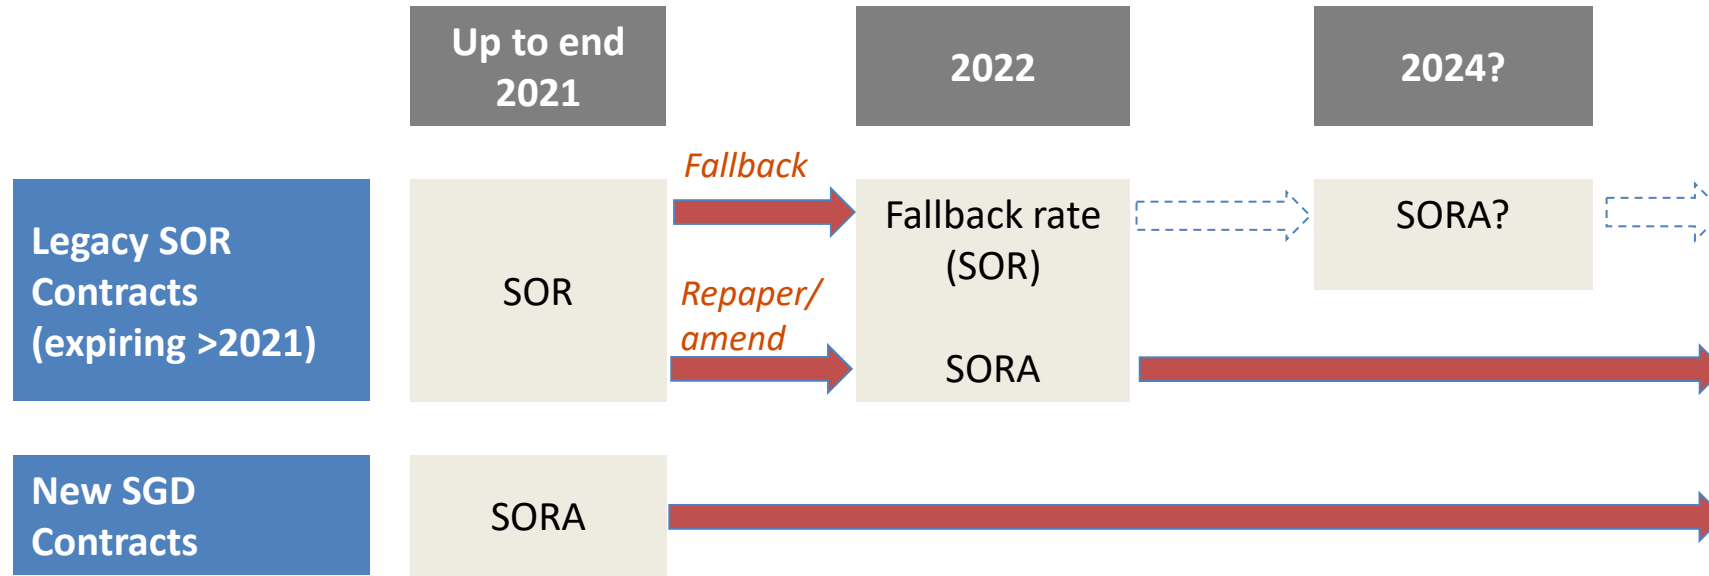 Up to end
2021
2022
2024?
Legacy SOR
Contracts
(expiring >2021)
SOR
Fallback
Repaper/
amend
Fallback rate
(SOR)
SORA
SORA?
New SGD
Contracts
SORA